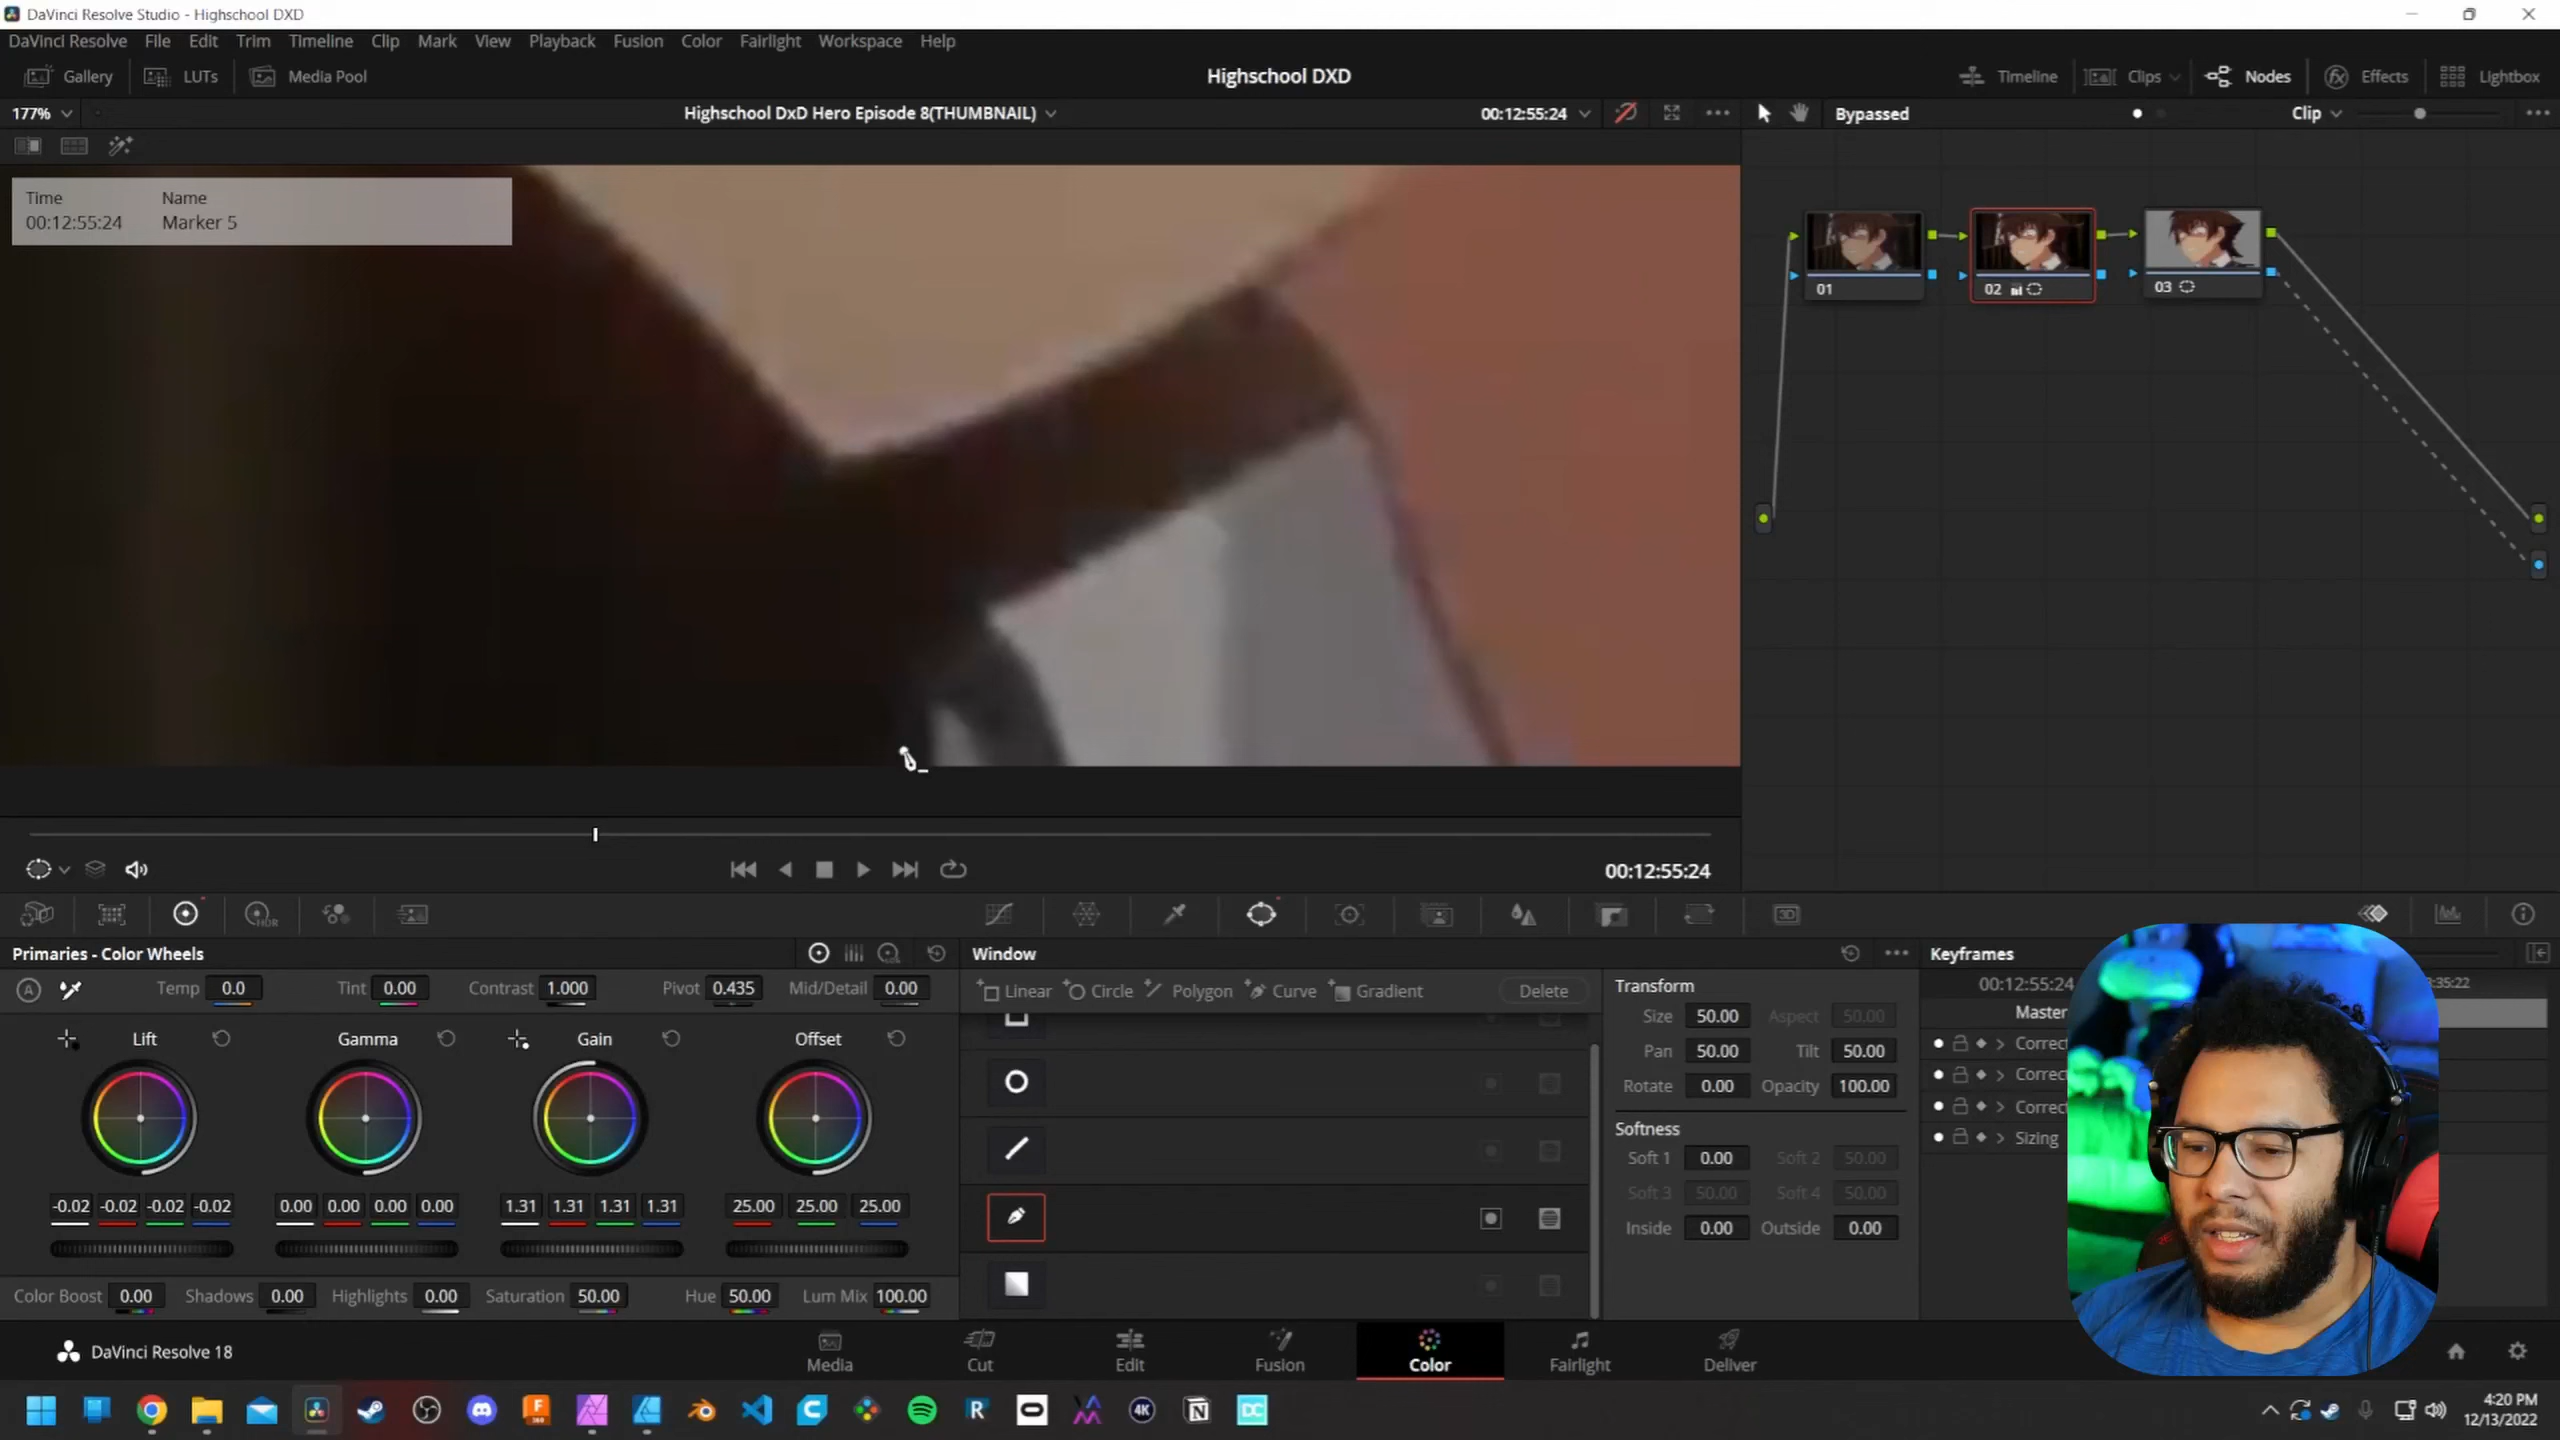 DaVinci Resolve Studio - Highschool DXD
DaVinci Resolve File Edit Trim Timeline Clip Mark View Playback Fusion Color Fairlight Workspace Help
Gallery LUTs Media Pool Highschool DXD Timeline Clips Nodes Effects Lightbox
177% Highschool DxD Hero Episode 8(THUMBNAIL) 00:12:55:24 Bypassed Clip
Time Name
00:12:55:24 Marker 5
01 02 03
00:12:55:24
HDR 3D
Primaries - Color Wheels Window Keyframes
A Temp 0.0 Tint 0.00 Contrast 1.000 Pivot 0.435 Mid/Detail 0.00 Linear Circle Polygon Curve Gradient Delete Transform 00:12:55:24 :35:22
Size 50.00 Aspect 50.00 Master
Lift Gamma Gain Offset Pan 50.00 Tilt 50.00 Correc
Rotate 0.00 Opacity 100.00 Correc
Correc
Softness Sizing
Soft 1 0.00 Soft 2 50.00
Soft 3 50.00 Soft 4 50.00
-0.02 -0.02 -0.02 -0.02 0.00 0.00 0.00 0.00 1.31 1.31 1.31 1.31 25.00 25.00 25.00 Inside 0.00 Outside 0.00
Color Boost 0.00 Shadows 0.00 Highlights 0.00 Saturation 50.00 Hue 50.00 Lum Mix 100.00
DaVinci Resolve 18 Media Cut Edit Fusion Color Fairlight Deliver
F 360 R 4K N DC
4:20 PM
12/13/2022